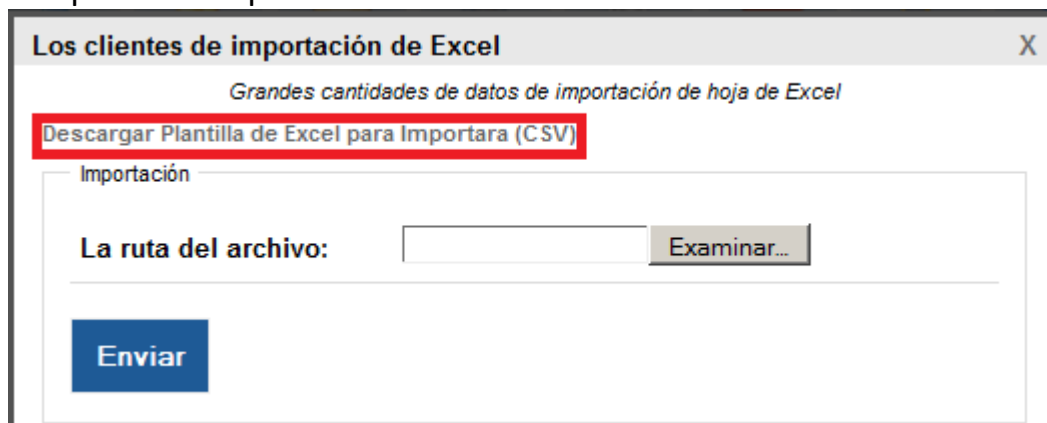 Los clientes de importación de Excel X
Grandes cantidades de datos de importación de hoja de Excel
Descargar Plantilla de Excel para Importara (CSV)
Importación
La ruta del archivo: Examinar...
Enviar